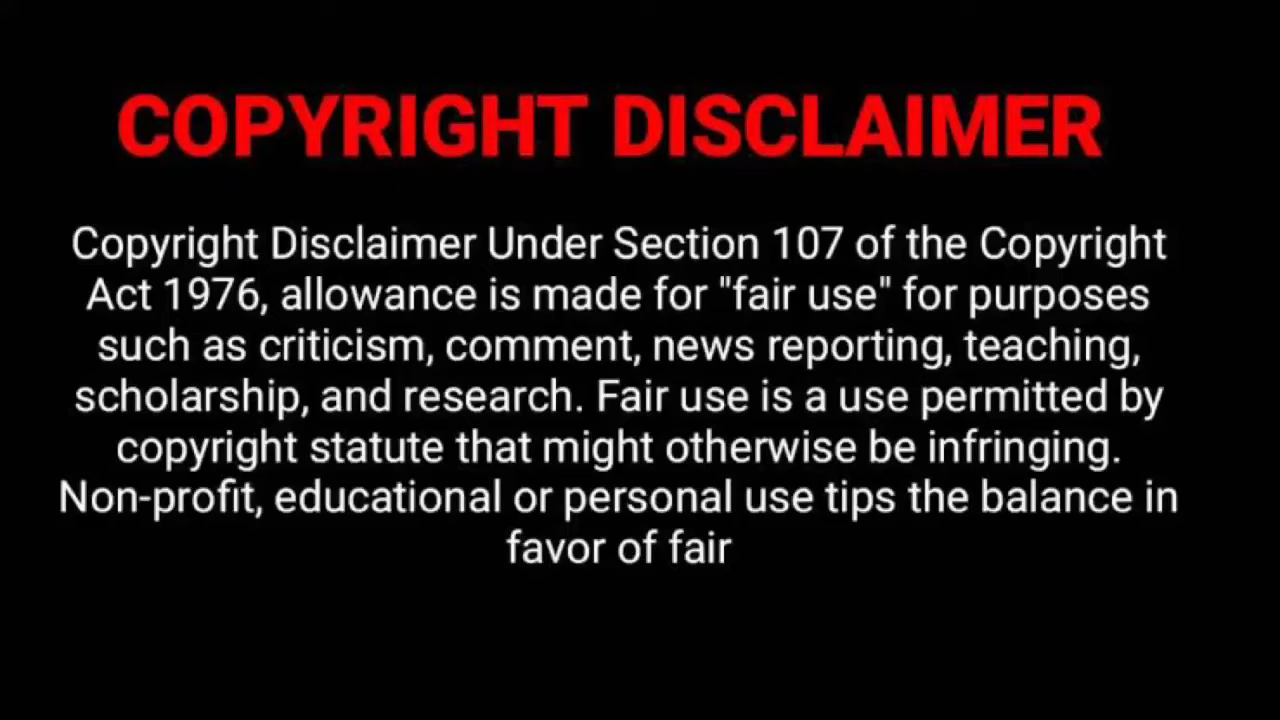 COPYRIGHT DISCLAIMER
Copyright Disclaimer Under Section 107 of the Copyright
Act 1976, allowance is made for "fair use" for purposes
such as criticism, comment, news reporting, teaching,
scholarship, and research. Fair use is a use permitted by
copyright statute that might otherwise be infringing.
Non-profit, educational or personal use tips the balance in
favor of fair